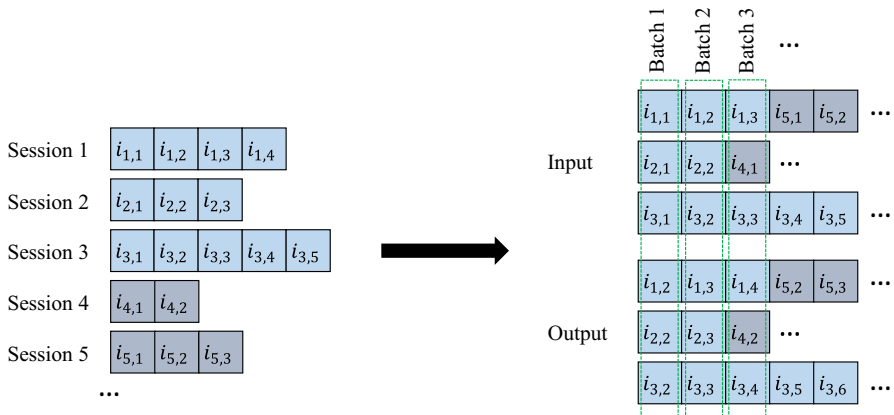 Session 1 i1,1 i1,2 i1,3 i1,4
Session 2 i2,1 i2,2 i2,3
Session 3 i3,1 i3,2 i3,3 i3,4 i3,5
Session 4 i4,1 i4,2
Session 5 i5,1 i5,2 i5,3
...
Batch 1 Batch 2 Batch 3 ...
Input
i1,1 i1,2 i1,3 i5,1 i5,2 ...
i2,1 i2,2 i4,1 ...
i3,1 i3,2 i3,3 i3,4 i3,5 ...
Output
i1,2 i1,3 i1,4 i5,2 i5,3 ...
i2,2 i2,3 i4,2 ...
i3,2 i3,3 i3,4 i3,5 i3,6 ...